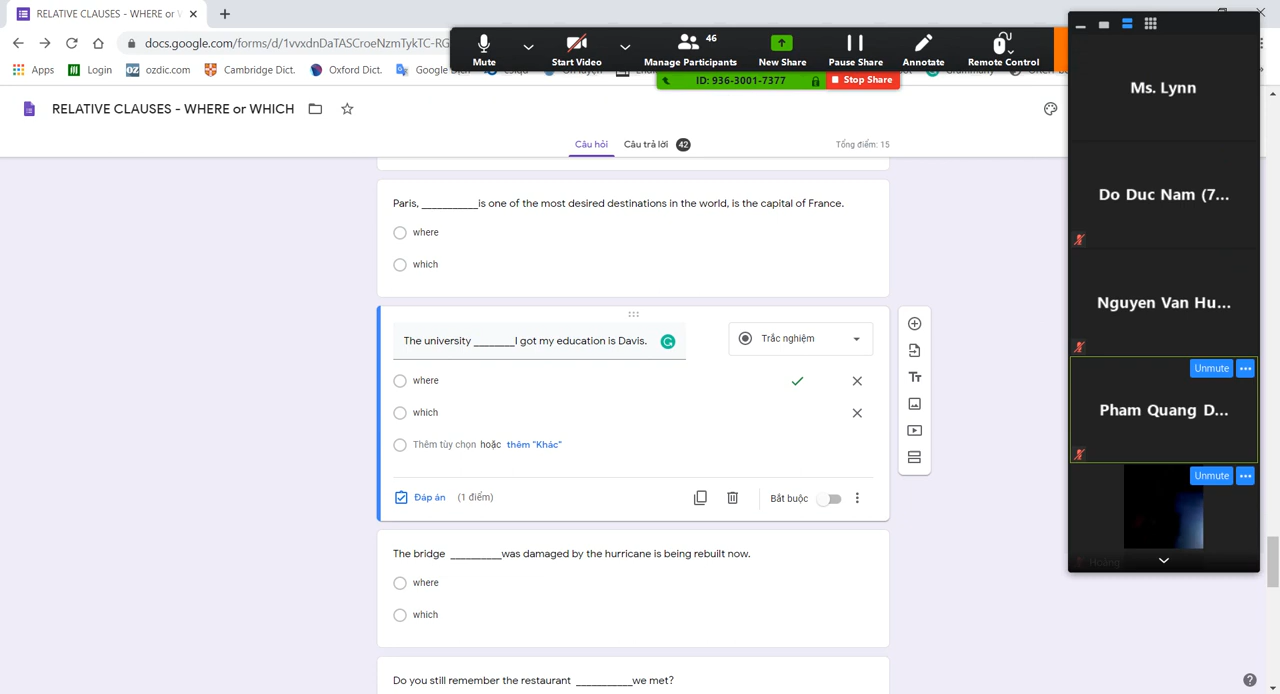 RELATIVE CLAUSES - WHERE or V
docs.google.com/forms/d/1vvxdnDaTASCroeNzmTykTC-RG
Mute
Start Video
46
Manage Participants
New Share
Pause Share
Annotate
Remote Control
Apps
Login
OZ ozdic.com
Cambridge Dict.
Oxford Dict.
ID: 936-3001-7377
Stop Share
RELATIVE CLAUSES - WHERE or WHICH
Câu hỏi
Câu trả lời 42
Tổng điểm: 15
Paris, ___________is one of the most desired destinations in the world, is the capital of France.
where
which
The university ________I got my education is Davis.
Trắc nghiệm
where
which
Thêm tùy chọn hoặc thêm "Khác"
Đáp án (1 điểm)
Bắt buộc
The bridge __________was damaged by the hurricane is being rebuilt now.
where
which
Do you still remember the restaurant ___________we met?
Ms. Lynn
Do Duc Nam (7...
Nguyen Van Hu...
Unmute
Pham Quang D...
Unmute
Hoàng